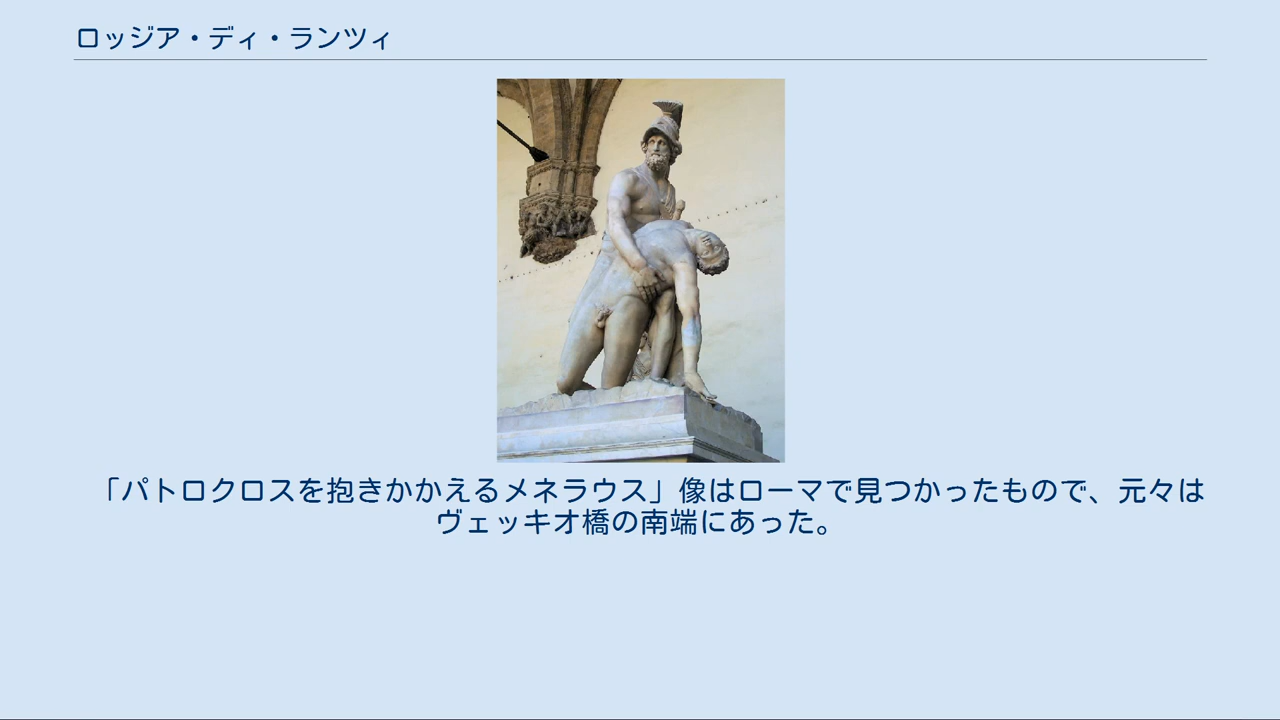 ロッジア・ディ・ランツィ
「パトロクロスを抱きかかえるメネラウス」像はローマで見つかったもので、元々は
ヴェッキオ橋の南端にあった。